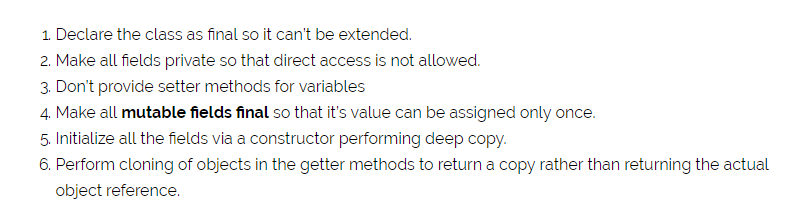 1. Declare the class as final so it can't be extended.
2. Make all fields private so that direct access is not allowed.
3. Don't provide setter methods for variables
4. Make all mutable fields final so that it's value can be assigned only once.
5. Initialize all the fields via a constructor performing deep copy.
6. Perform cloning of objects in the getter methods to return a copy rather than returning the actual
object reference.